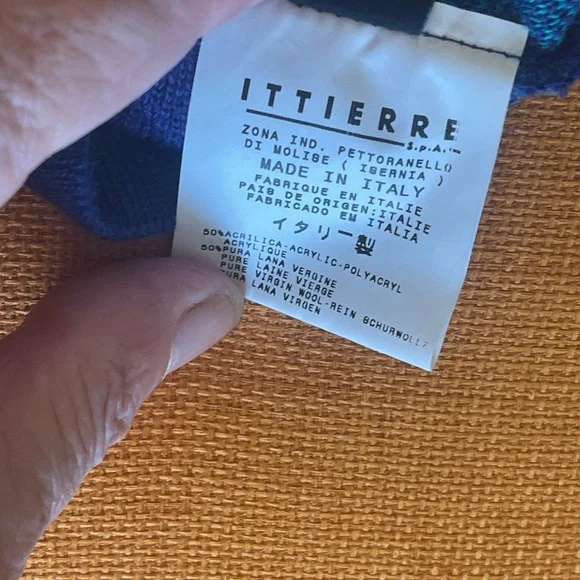 ITTIERRE
S.p.A.
ZONA IND. PETTORANELLO
DI MOLISE ( ISERNIA )
MADE IN ITALY
FABRIQUE EN ITALIE
PAIS DE ORIGEN:ITALIE
FABRICADO EM ITALIA
イタリー製
50%ACRILICA-ACRYLIC-POLYACRYL
ACRYLIQUE
50%PURA LANA VERGINE
PURE LAINE VIERGE
PURE VIRGIN WOOL-REIN SCHURWOLLE
PURA LANA VIRGEN